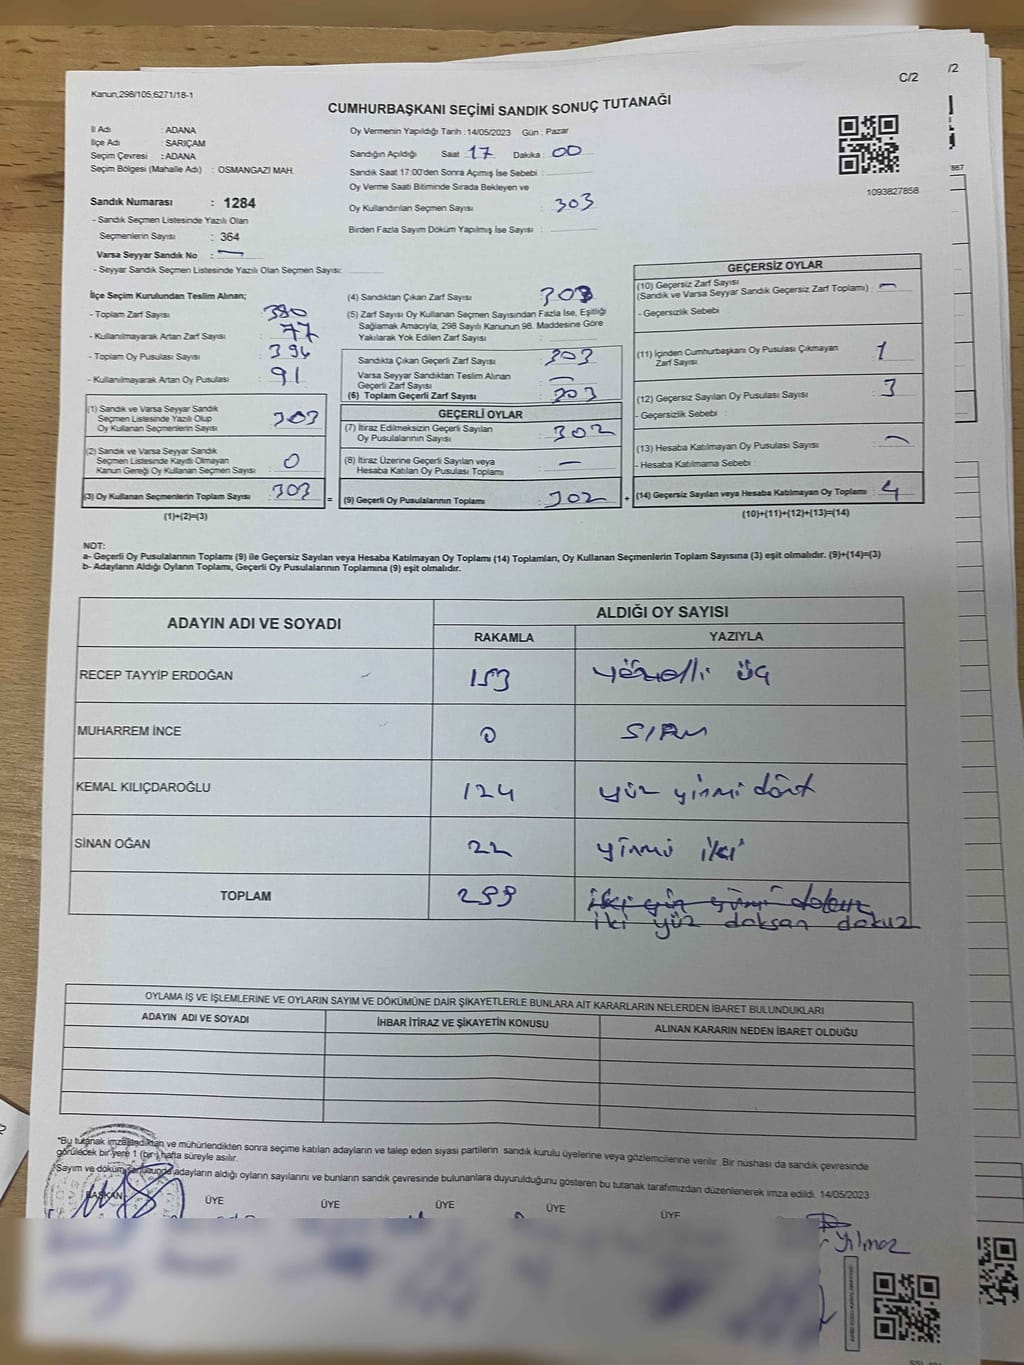 C/2
/2
Kanun;298/105;6271/18-1
CUMHURBAŞKANI SEÇİMİ SANDIK SONUÇ TUTANAĞI
İl Adı : ADANA
İlçe Adı : SARIÇAM
Seçim Çevresi : ADANA
Seçim Bölgesi (Mahalle Adı) : OSMANGAZI MAH.
Sandık Numarası : 1284
- Sandık Seçmen Listesinde Yazılı Olan
Seçmenlerin Sayısı : 364
Varsa Seyyar Sandık No : —
- Seyyar Sandık Seçmen Listesinde Yazılı Olan Seçmen Sayısı:
Oy Vermenin Yapıldığı Tarih :14/05/2023 Gün : Pazar
Sandığın Açıldığı Saat : 17 Dakika : 00
Sandık Saat 17:00'den Sonra Açımış İse Sebebi :
Oy Verme Saati Bitiminde Sırada Bekleyen ve
Oy Kullandırılan Seçmen Sayısı : 303
Birden Fazla Sayım Döküm Yapılmış İse Sayısı :
1093827858
867
İlçe Seçim Kurulundan Teslim Alınan;
- Toplam Zarf Sayısı : 380
- Kullanılmayarak Artan Zarf Sayısı : 77
- Toplam Oy Pusulası Sayısı : 394
- Kullanılmayarak Artan Oy Pusulası : 91
(1) Sandık ve Varsa Seyyar Sandık
Seçmen Listesinde Yazılı Olup
Oy Kullanan Seçmenlerin Sayısı : 303
(2) Sandık ve Varsa Seyyar Sandık
Seçmen Listesinde Kayıtlı Olmayan
Kanun Gereği Oy Kullanan Seçmen Sayısı : 0
(3) Oy Kullanan Seçmenlerin Toplam Sayısı : 303
(1)+(2)=(3)
(4) Sandıktan Çıkan Zarf Sayısı : 303
(5) Zarf Sayısı Oy Kullanan Seçmen Sayısından Fazla İse, Eşitliği
Sağlamak Amacıyla, 298 Sayılı Kanunun 98. Maddesine Göre
Yakılarak Yok Edilen Zarf Sayısı :
Sandıkta Çıkan Geçerli Zarf Sayısı : 303
Varsa Seyyar Sandıktan Teslim Alınan
Geçerli Zarf Sayısı : —
(6) Toplam Geçerli Zarf Sayısı : 303
GEÇERLİ OYLAR
(7) İtiraz Edilmeksizin Geçerli Sayılan
Oy Pusulalarının Sayısı : 302
(8) İtiraz Üzerine Geçerli Sayılan veya
Hesaba Katılan Oy Pusulası Toplamı : —
= (9) Geçerli Oy Pusulalarının Toplamı : 302
GEÇERSİZ OYLAR
(10) Geçersiz Zarf Sayısı
(Sandık ve Varsa Seyyar Sandık Geçersiz Zarf Toplamı) : —
- Geçersizlik Sebebi
(11) İçinden Cumhurbaşkanı Oy Pusulası Çıkmayan
Zarf Sayısı : 1
(12) Geçersiz Sayılan Oy Pusulası Sayısı : 3
- Geçersizlik Sebebi :
(13) Hesaba Katılmayan Oy Pusulası Sayısı : —
- Hesaba Katılmama Sebebi
+ (14) Geçersiz Sayılan veya Hesaba Katılmayan Oy Toplamı : 4
(10)+(11)+(12)+(13)=(14)
NOT:
a- Geçerli Oy Pusulalarının Toplamı (9) ile Geçersiz Sayılan veya Hesaba Katılmayan Oy Toplamı (14) Toplamları, Oy Kullanan Seçmenlerin Toplam Sayısına (3) eşit olmalıdır. (9)+(14)=(3)
b- Adayların Aldığı Oyların Toplamı, Geçerli Oy Pusulalarının Toplamına (9) eşit olmalıdır.
ADAYIN ADI VE SOYADI
ALDIĞI OY SAYISI
RAKAMLA YAZIYLA
RECEP TAYYİP ERDOĞAN 153 yüzelli üç
MUHARREM İNCE 0 SIFIR
KEMAL KILIÇDAROĞLU 124 yüz yirmi dört
SİNAN OĞAN 22 yirmi iki
TOPLAM 299
iki yüz doksan dokuz
OYLAMA İŞ VE İŞLEMLERİNE VE OYLARIN SAYIM VE DÖKÜMÜNE DAİR ŞİKAYETLERLE BUNLARA AİT KARARLARIN NELERDEN İBARET BULUNDUKLARI
ADAYIN ADI VE SOYADI İHBAR İTİRAZ VE ŞİKAYETİN KONUSU ALINAN KARARIN NEDEN İBARET OLDUĞU
*Bu tutanak imzalandıktan ve mühürlendikten sonra seçime katılan adayların ve talep eden siyasi partilerin sandık kurulu üyelerine veya gözlemcilerine verilir. Bir nushası da sandık çevresinde
görülecek bir yere 1 (bir) hafta süreyle asılır.
Sayım ve döküm sonucunda adayların aldığı oyların sayılarını ve bunların sandık çevresinde bulunanlara duyurulduğunu gösteren bu tutanak tarafımızdan düzenlenerek imza edildi. 14/05/2023
BAŞKAN ÜYE ÜYE ÜYE ÜYE ÜYE
Yılmaz